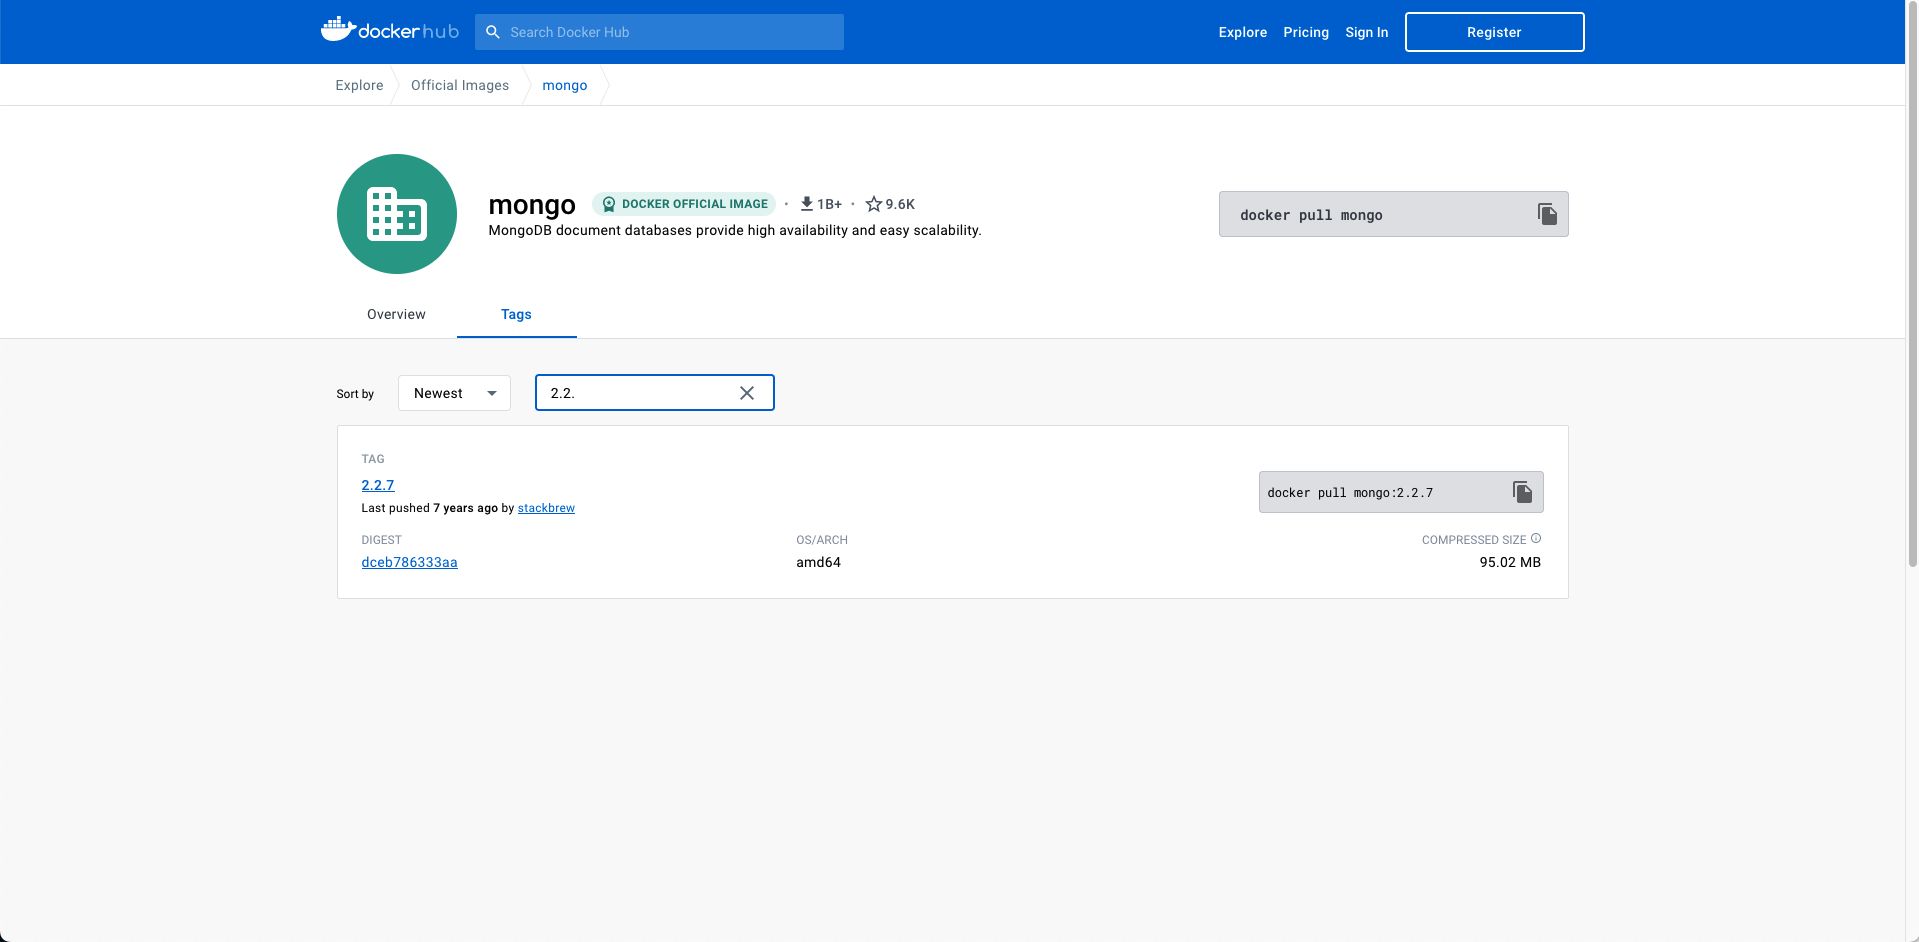 docker hub
Search Docker Hub
Explore Pricing Sign In Register
Explore Official Images mongo
mongo DOCKER OFFICIAL IMAGE · 1B+ · 9.6K
MongoDB document databases provide high availability and easy scalability.
docker pull mongo
Overview Tags
Sort by Newest 2.2.
TAG
2.2.7
Last pushed 7 years ago by stackbrew
docker pull mongo:2.2.7
DIGEST OS/ARCH COMPRESSED SIZE
dceb786333aa amd64 95.02 MB